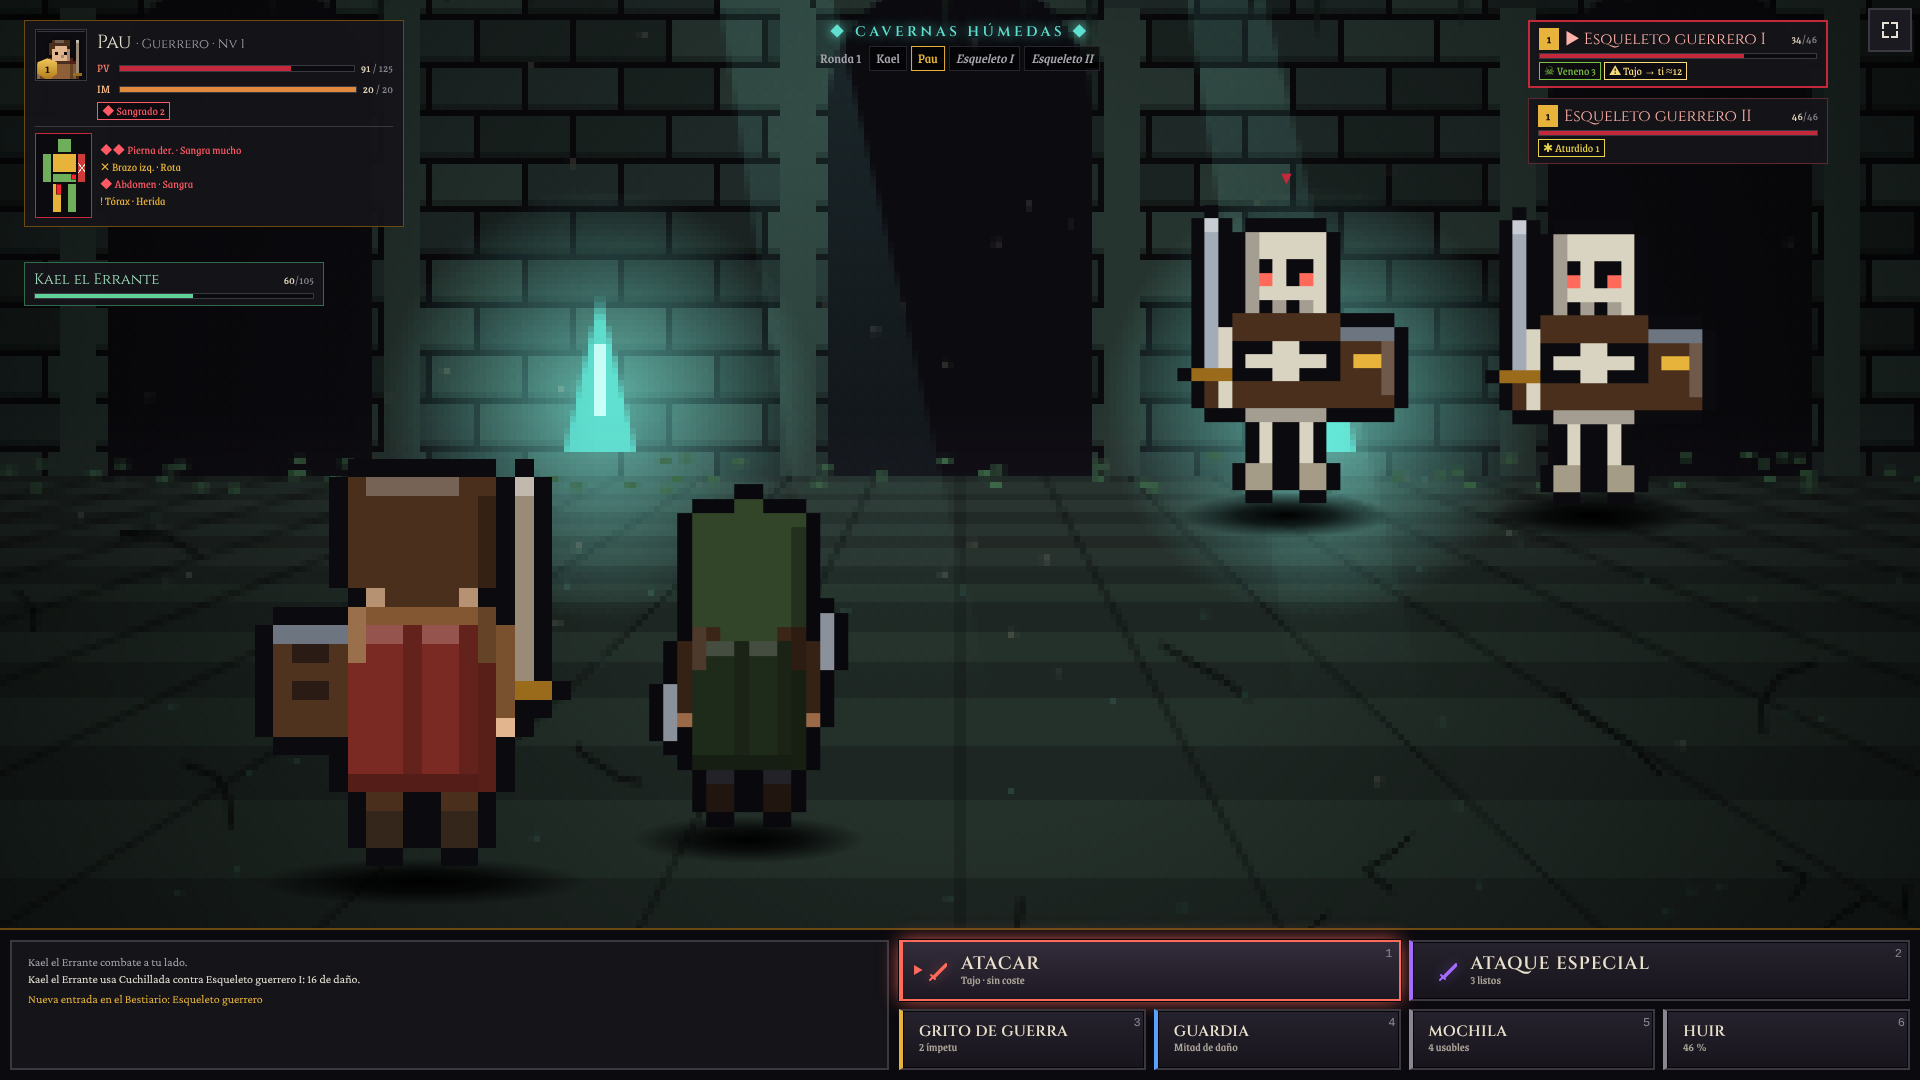 PAU · GUERRERO · NV 1
1
PV 91 / 125
IM 20 / 20
Sangrado 2
Pierna der. · Sangra mucho
Brazo izq. · Rota
Abdomen · Sangra
! Tórax · Herida
KAEL EL ERRANTE 60/105
CAVERNAS HÚMEDAS
Ronda 1 Kael Pau Esqueleto I Esqueleto II
1 ESQUELETO GUERRERO I 34/46
Veneno 3 Tajo → ti ≈12
1 ESQUELETO GUERRERO II 46/46
Aturdido 1
Kael el Errante combate a tu lado.
Kael el Errante usa Cuchillada contra Esqueleto guerrero I: 16 de daño.
Nueva entrada en el Bestiario: Esqueleto guerrero
ATACAR 1
Tajo · sin coste
ATAQUE ESPECIAL 2
3 listos
GRITO DE GUERRA 3
2 ímpetu
GUARDIA 4
Mitad de daño
MOCHILA 5
4 usables
HUIR 6
46 %